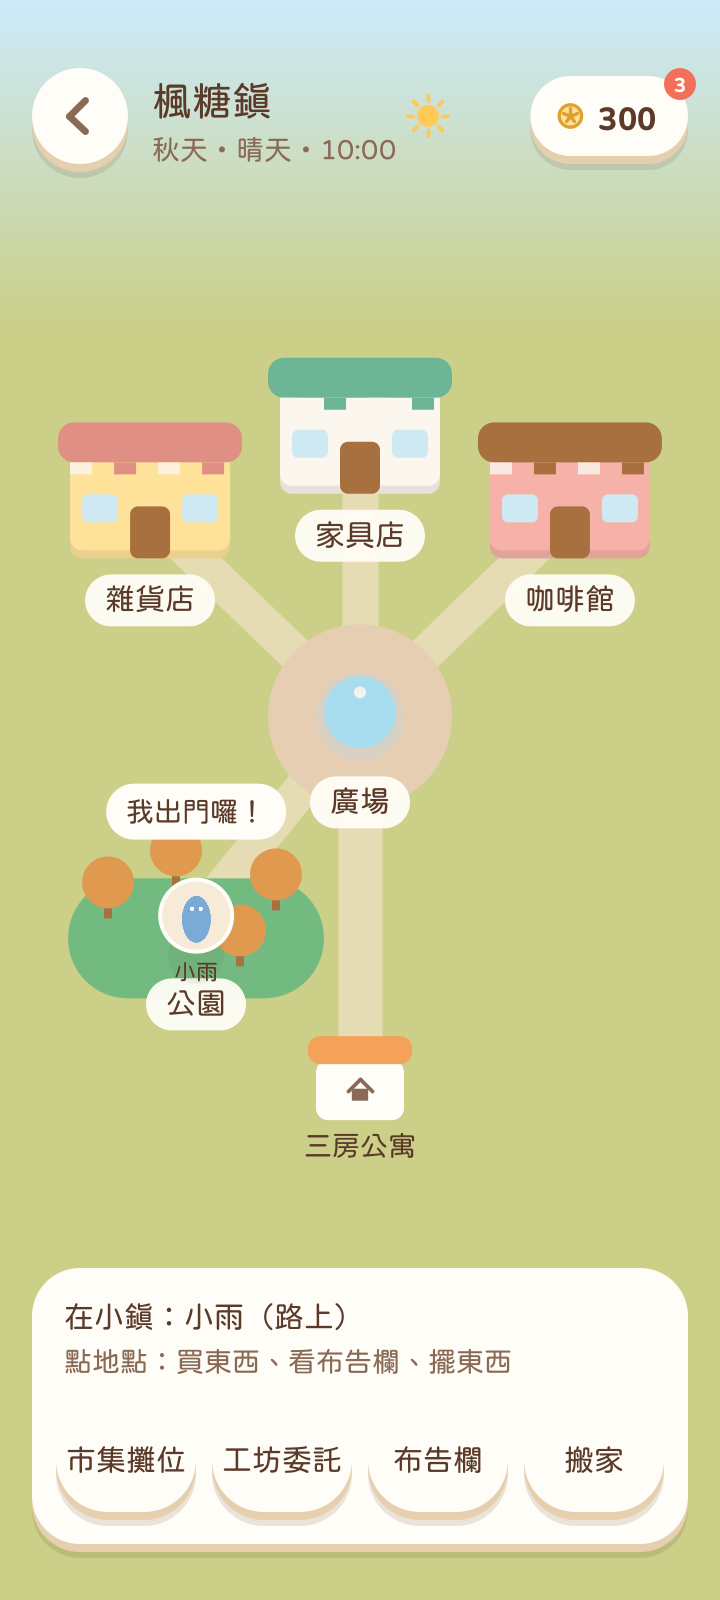 楓糖鎮
秋天・晴天・10:00
300
3
家具店
雜貨店
咖啡館
廣場
我出門囉！
小雨
公園
三房公寓
在小鎮：小雨（路上）
點地點：買東西、看布告欄、擺東西
市集攤位
工坊委託
布告欄
搬家